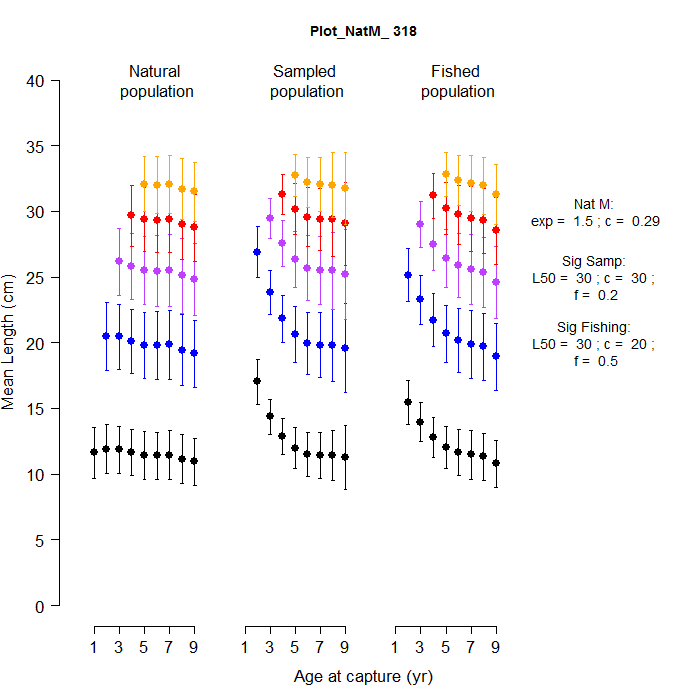 Plot_NatM_ 318
Natural
population
Sampled
population
Fished
population
40
35
30
25
20
15
10
5
0
Mean Length (cm)
1 3 5 7 9
1 3 5 7 9
1 3 5 7 9
Age at capture (yr)
Nat M:
exp = 1.5 ; c = 0.29
Sig Samp:
L50 = 30 ; c = 30 ;
f = 0.2
Sig Fishing:
L50 = 30 ; c = 20 ;
f = 0.5